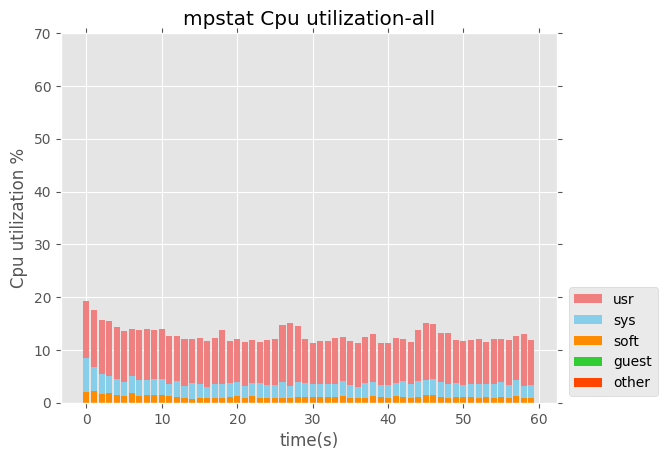 mpstat Cpu utilization-all
70
60
50
40
30
20
10
0
Cpu utilization %
0 10 20 30 40 50 60
time(s)
usr
sys
soft
guest
other